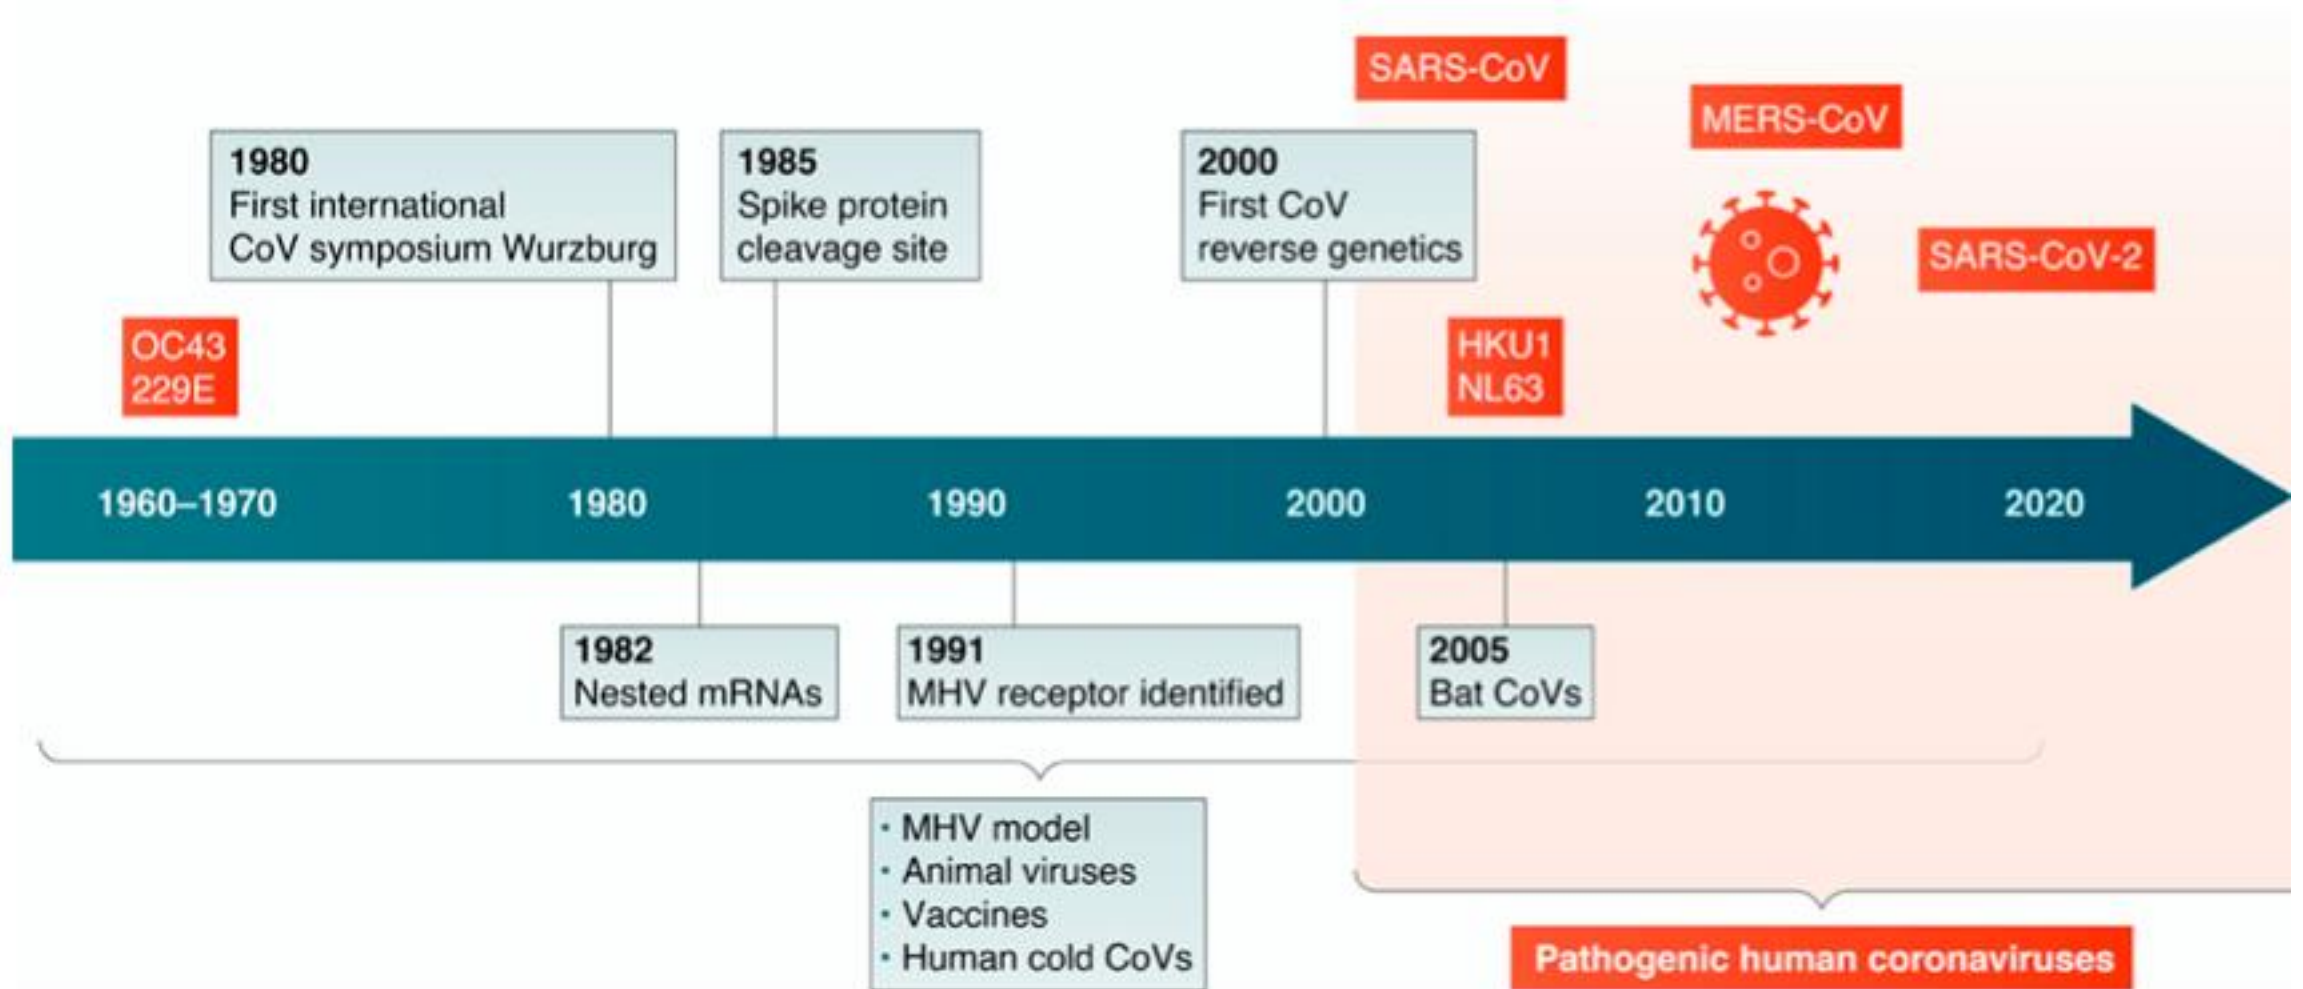 SARS-CoV
MERS-CoV
1980
First international
CoV symposium Wurzburg
1985
Spike protein
cleavage site
2000
First CoV
reverse genetics
SARS-CoV-2
OC43
229E
HKU1
NL63
1960–1970
1980
1990
2000
2010
2020
1982
Nested mRNAs
1991
MHV receptor identified
2005
Bat CoVs
• MHV model
• Animal viruses
• Vaccines
• Human cold CoVs
Pathogenic human coronaviruses